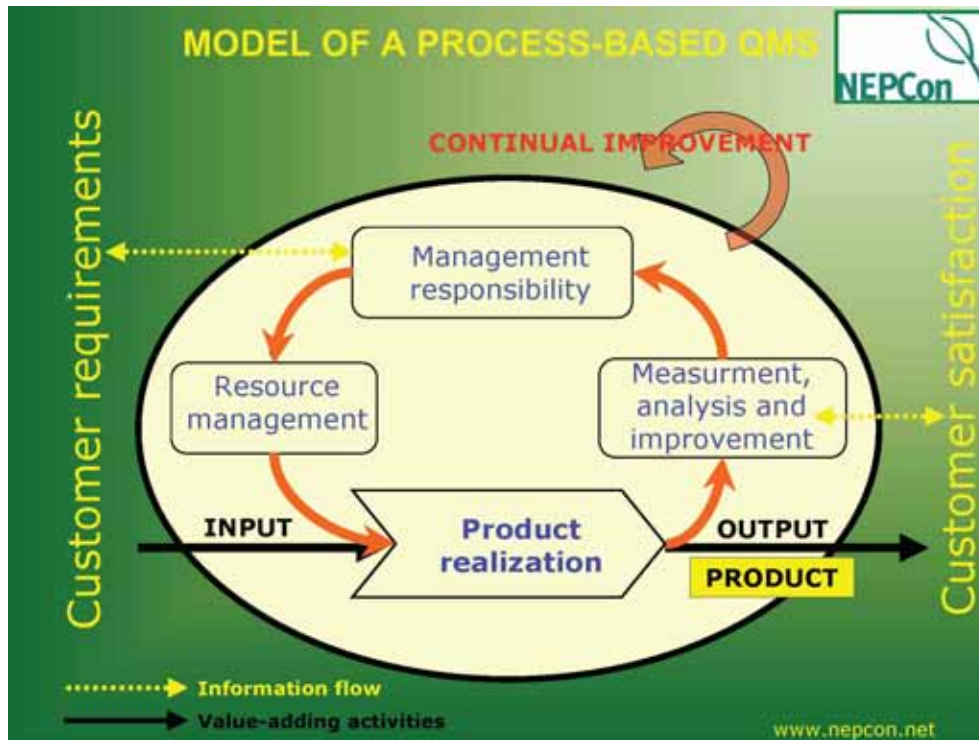 MODEL OF A PROCESS-BASED QMS
NEPCon
CONTINUAL IMPROVEMENT
Customer requirements
Management
responsibility
Resource
management
Measurment,
analysis and
improvement
Customer satisfaction
INPUT
Product
realization
OUTPUT
PRODUCT
Information flow
Value-adding activities
www.nepcon.net